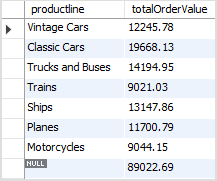 productline totalOrderValue
Vintage Cars 12245.78
Classic Cars 19668.13
Trucks and Buses 14194.95
Trains 9021.03
Ships 13147.86
Planes 11700.79
Motorcycles 9044.15
NULL 89022.69